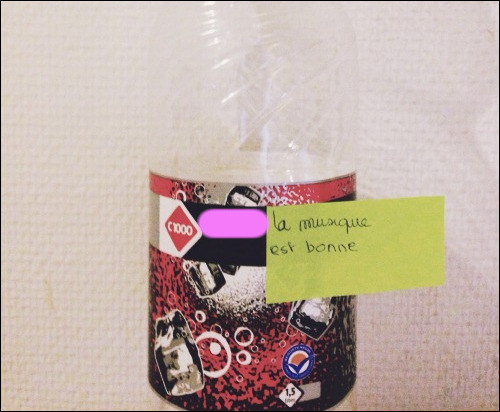 C1000
la musique
est bonne
1,5